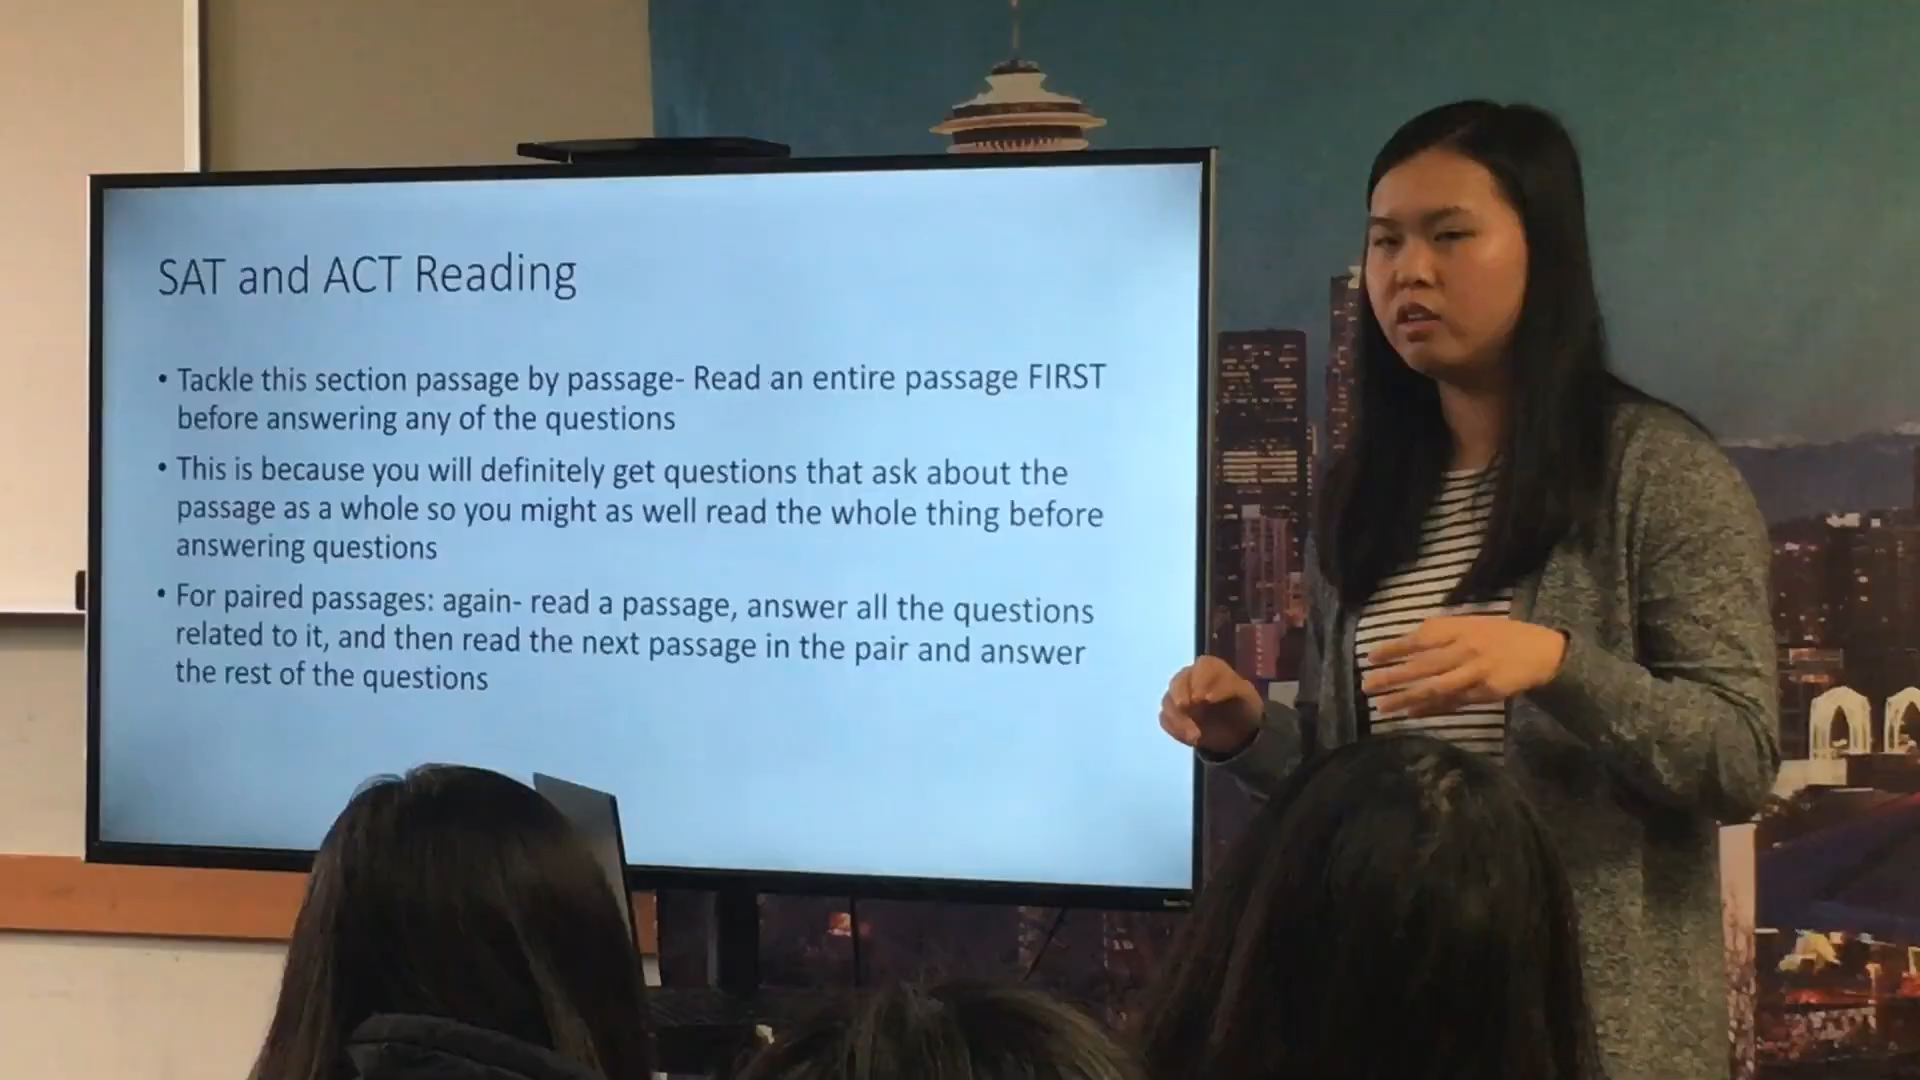 SAT and ACT Reading
• Tackle this section passage by passage- Read an entire passage FIRST
before answering any of the questions
• This is because you will definitely get questions that ask about the
passage as a whole so you might as well read the whole thing before
answering questions
• For paired passages: again- read a passage, answer all the questions
related to it, and then read the next passage in the pair and answer
the rest of the questions